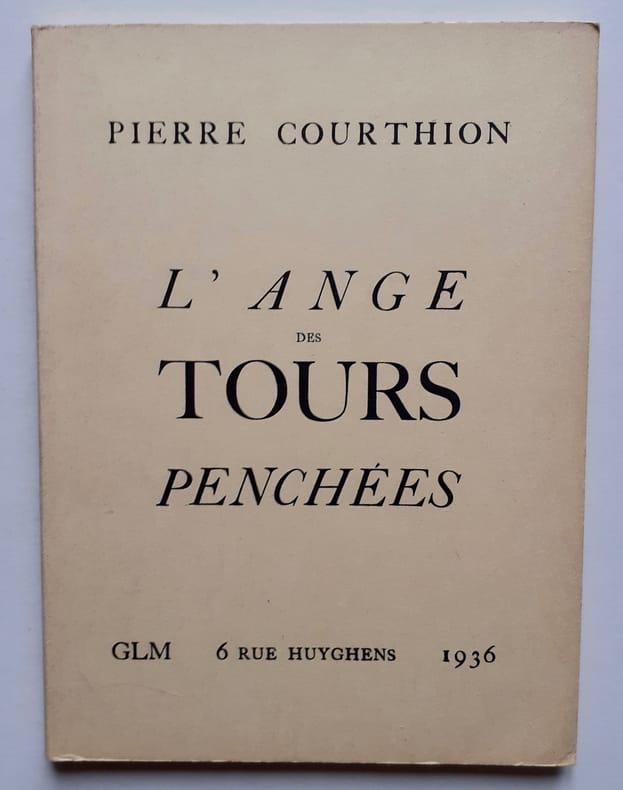 PIERRE COURTHION
L' ANGE
DES
TOURS
PENCHÉES
GLM 6 RUE HUYGHENS 1936